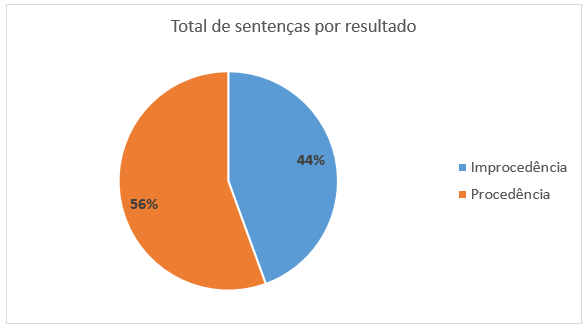 Total de sentenças por resultado
44%
56%
Improcedência
Procedência